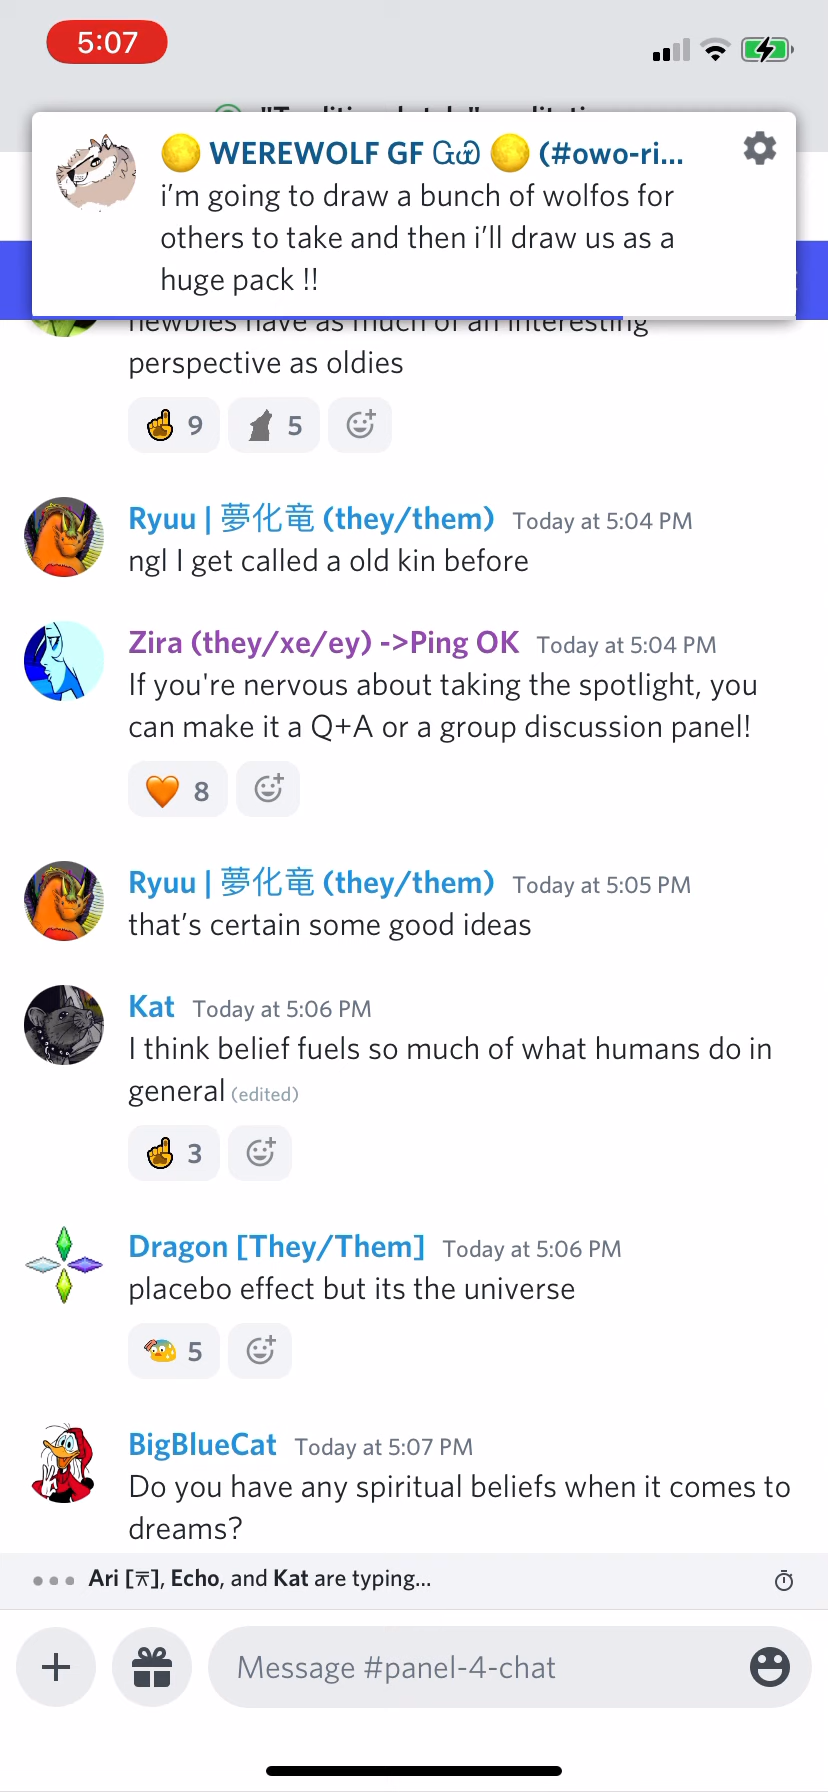 5:07
WEREWOLF GF (#owo-ri...
i'm going to draw a bunch of wolfos for
others to take and then i'll draw us as a
huge pack !!
newbies have as much of an interesting
perspective as oldies
9 5
Ryuu | 夢化竜 (they/them) Today at 5:04 PM
ngl I get called a old kin before
Zira (they/xe/ey) ->Ping OK Today at 5:04 PM
If you're nervous about taking the spotlight, you
can make it a Q+A or a group discussion panel!
🧡 8
Ryuu | 夢化竜 (they/them) Today at 5:05 PM
that's certain some good ideas
Kat Today at 5:06 PM
I think belief fuels so much of what humans do in
general (edited)
3
Dragon [They/Them] Today at 5:06 PM
placebo effect but its the universe
5
BigBlueCat Today at 5:07 PM
Do you have any spiritual beliefs when it comes to
dreams?
Ari [⚻], Echo, and Kat are typing...
Message #panel-4-chat